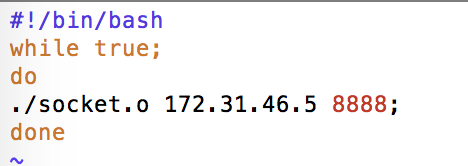 #!/bin/bash
while true;
do
./socket.o 172.31.46.5 8888;
done
~